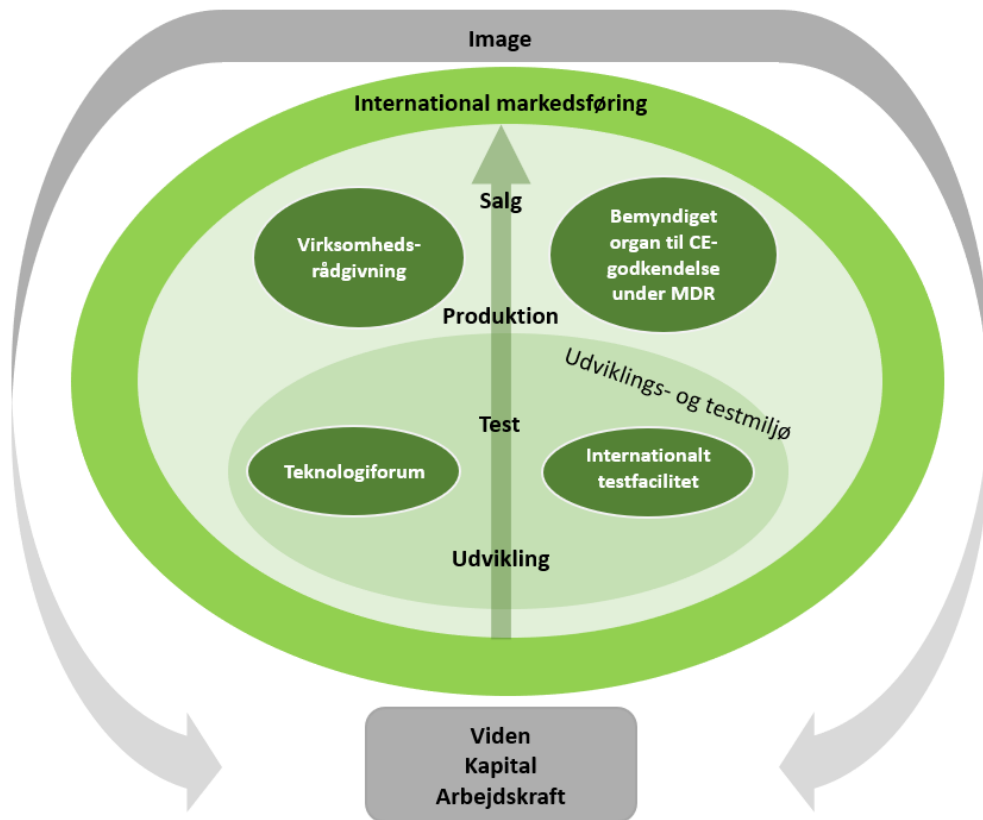 Image
International markedsføring
Salg
Virksomheds-
rådgivning
Bemyndiget
organ til CE-
godkendelse
under MDR
Produktion
Udviklings- og testmiljø
Test
Teknologiforum
Internationalt
testfacilitet
Udvikling
Viden
Kapital
Arbejdskraft